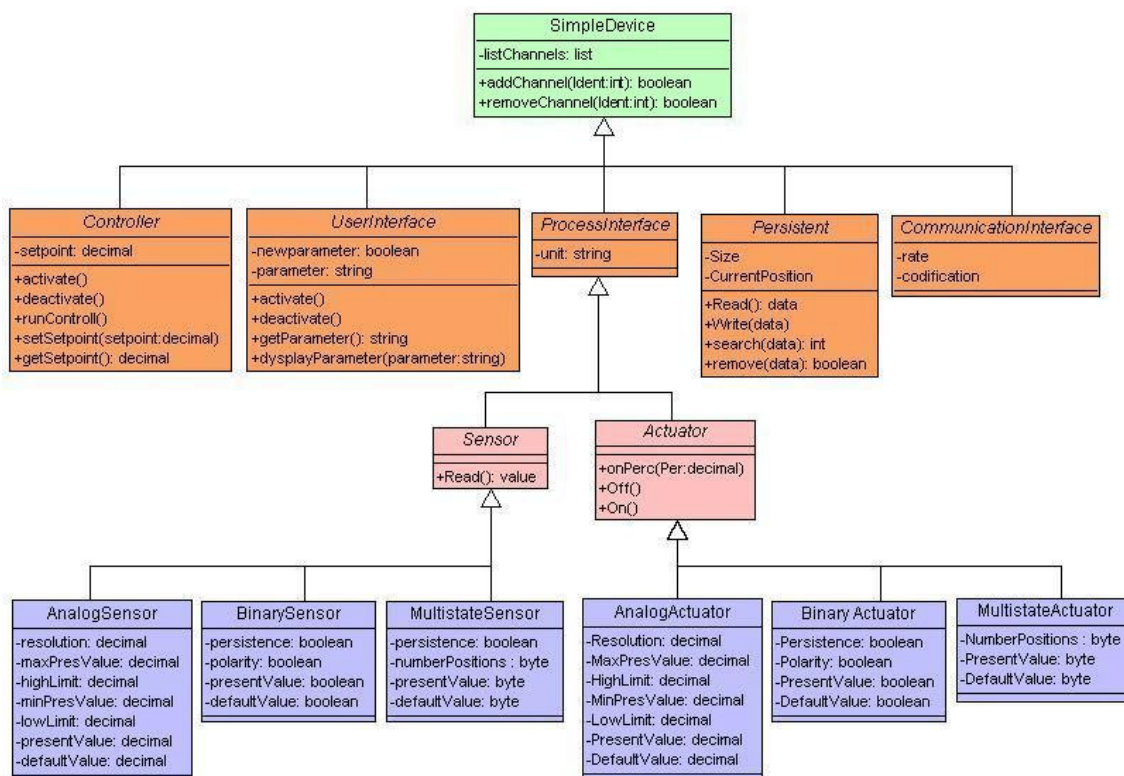 SimpleDevice
-listChannels: list
+addChannel(Ident:int): boolean
+removeChannel(Ident:int): boolean
Controller
-setpoint: decimal
+activate()
+deactivate()
+runControll()
+setSetpoint(setpoint:decimal)
+getSetpoint(): decimal
UserInterface
-newparameter: boolean
-parameter: string
+activate()
+deactivate()
+getParameter(): string
+dysplayParameter(parameter:string)
ProcessInterface
-unit: string
Persistent
-Size
-CurrentPosition
+Read(): data
+Write(data)
+search(data): int
+remove(data): boolean
CommunicationInterface
-rate
-codification
Sensor
+Read(): value
Actuator
+onPerc(Per:decimal)
+Off()
+On()
AnalogSensor
-resolution: decimal
-maxPresValue: decimal
-highLimit: decimal
-minPresValue: decimal
-lowLimit: decimal
-presentValue: decimal
-defaultValue: decimal
BinarySensor
-persistence: boolean
-polarity: boolean
-presentValue: boolean
-defaultValue: boolean
MultistateSensor
-persistence: boolean
-numberPositions : byte
-presentValue: byte
-defaultValue: byte
AnalogActuator
-Resolution: decimal
-MaxPresValue: decimal
-HighLimit: decimal
-MinPresValue: decimal
-LowLimit: decimal
-PresentValue: decimal
-DefaultValue: decimal
Binary Actuator
-Persistence: boolean
-Polarity: boolean
-PresentValue: boolean
-DefaultValue: boolean
MultistateActuator
-NumberPositions: byte
-PresentValue: byte
-DefaultValue: byte